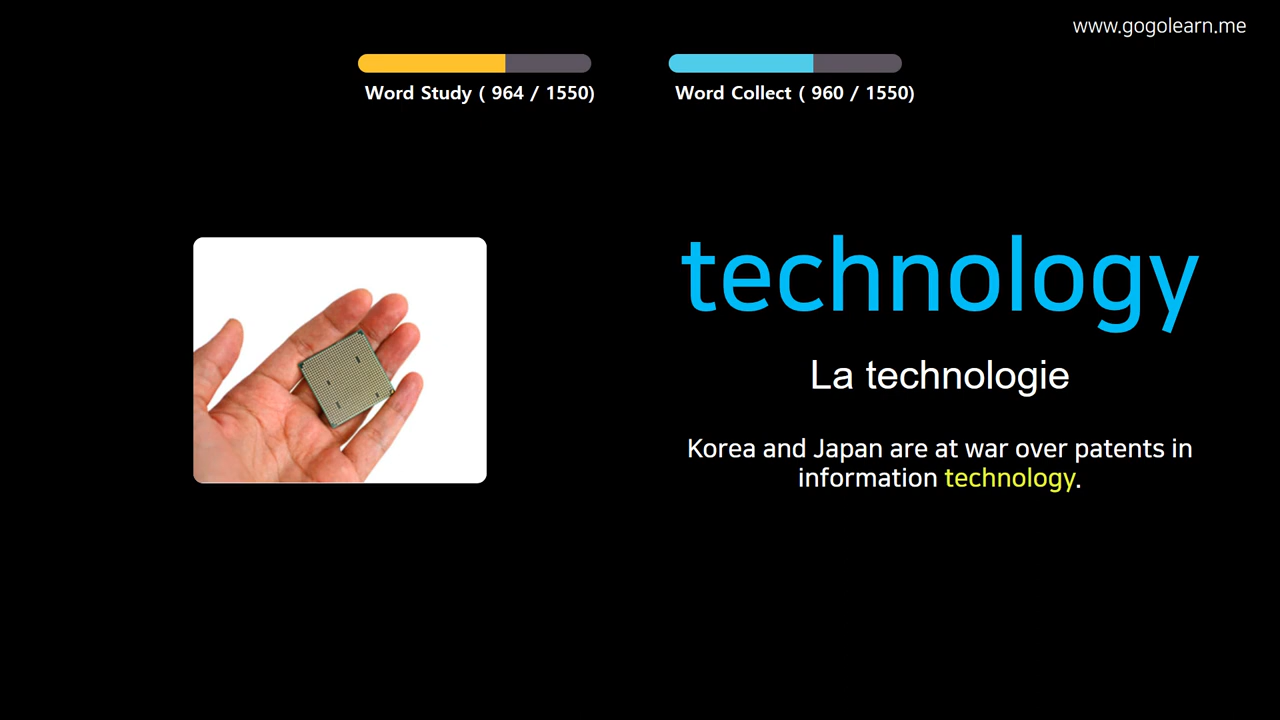 www.gogolearn.me
Word Study ( 964 / 1550)
Word Collect ( 960 / 1550)
technology
La technologie
Korea and Japan are at war over patents in
information technology.